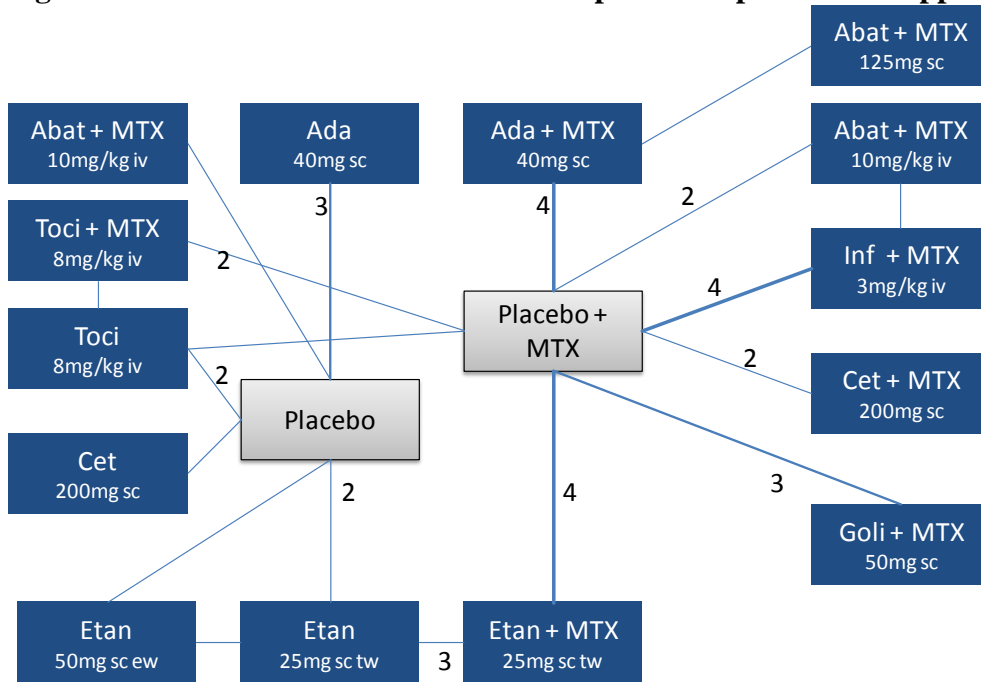 Abat + MTX
125mg sc
Abat + MTX
10mg/kg iv
Ada
40mg sc
Ada + MTX
40mg sc
Abat + MTX
10mg/kg iv
3
4
2
Toci + MTX
8mg/kg iv
2
Inf + MTX
3mg/kg iv
4
Placebo +
MTX
Toci
8mg/kg iv
2
2
Cet + MTX
200mg sc
Placebo
Cet
200mg sc
2
4
3
Goli + MTX
50mg sc
Etan
50mg sc ew
Etan
25mg sc tw
3
Etan + MTX
25mg sc tw